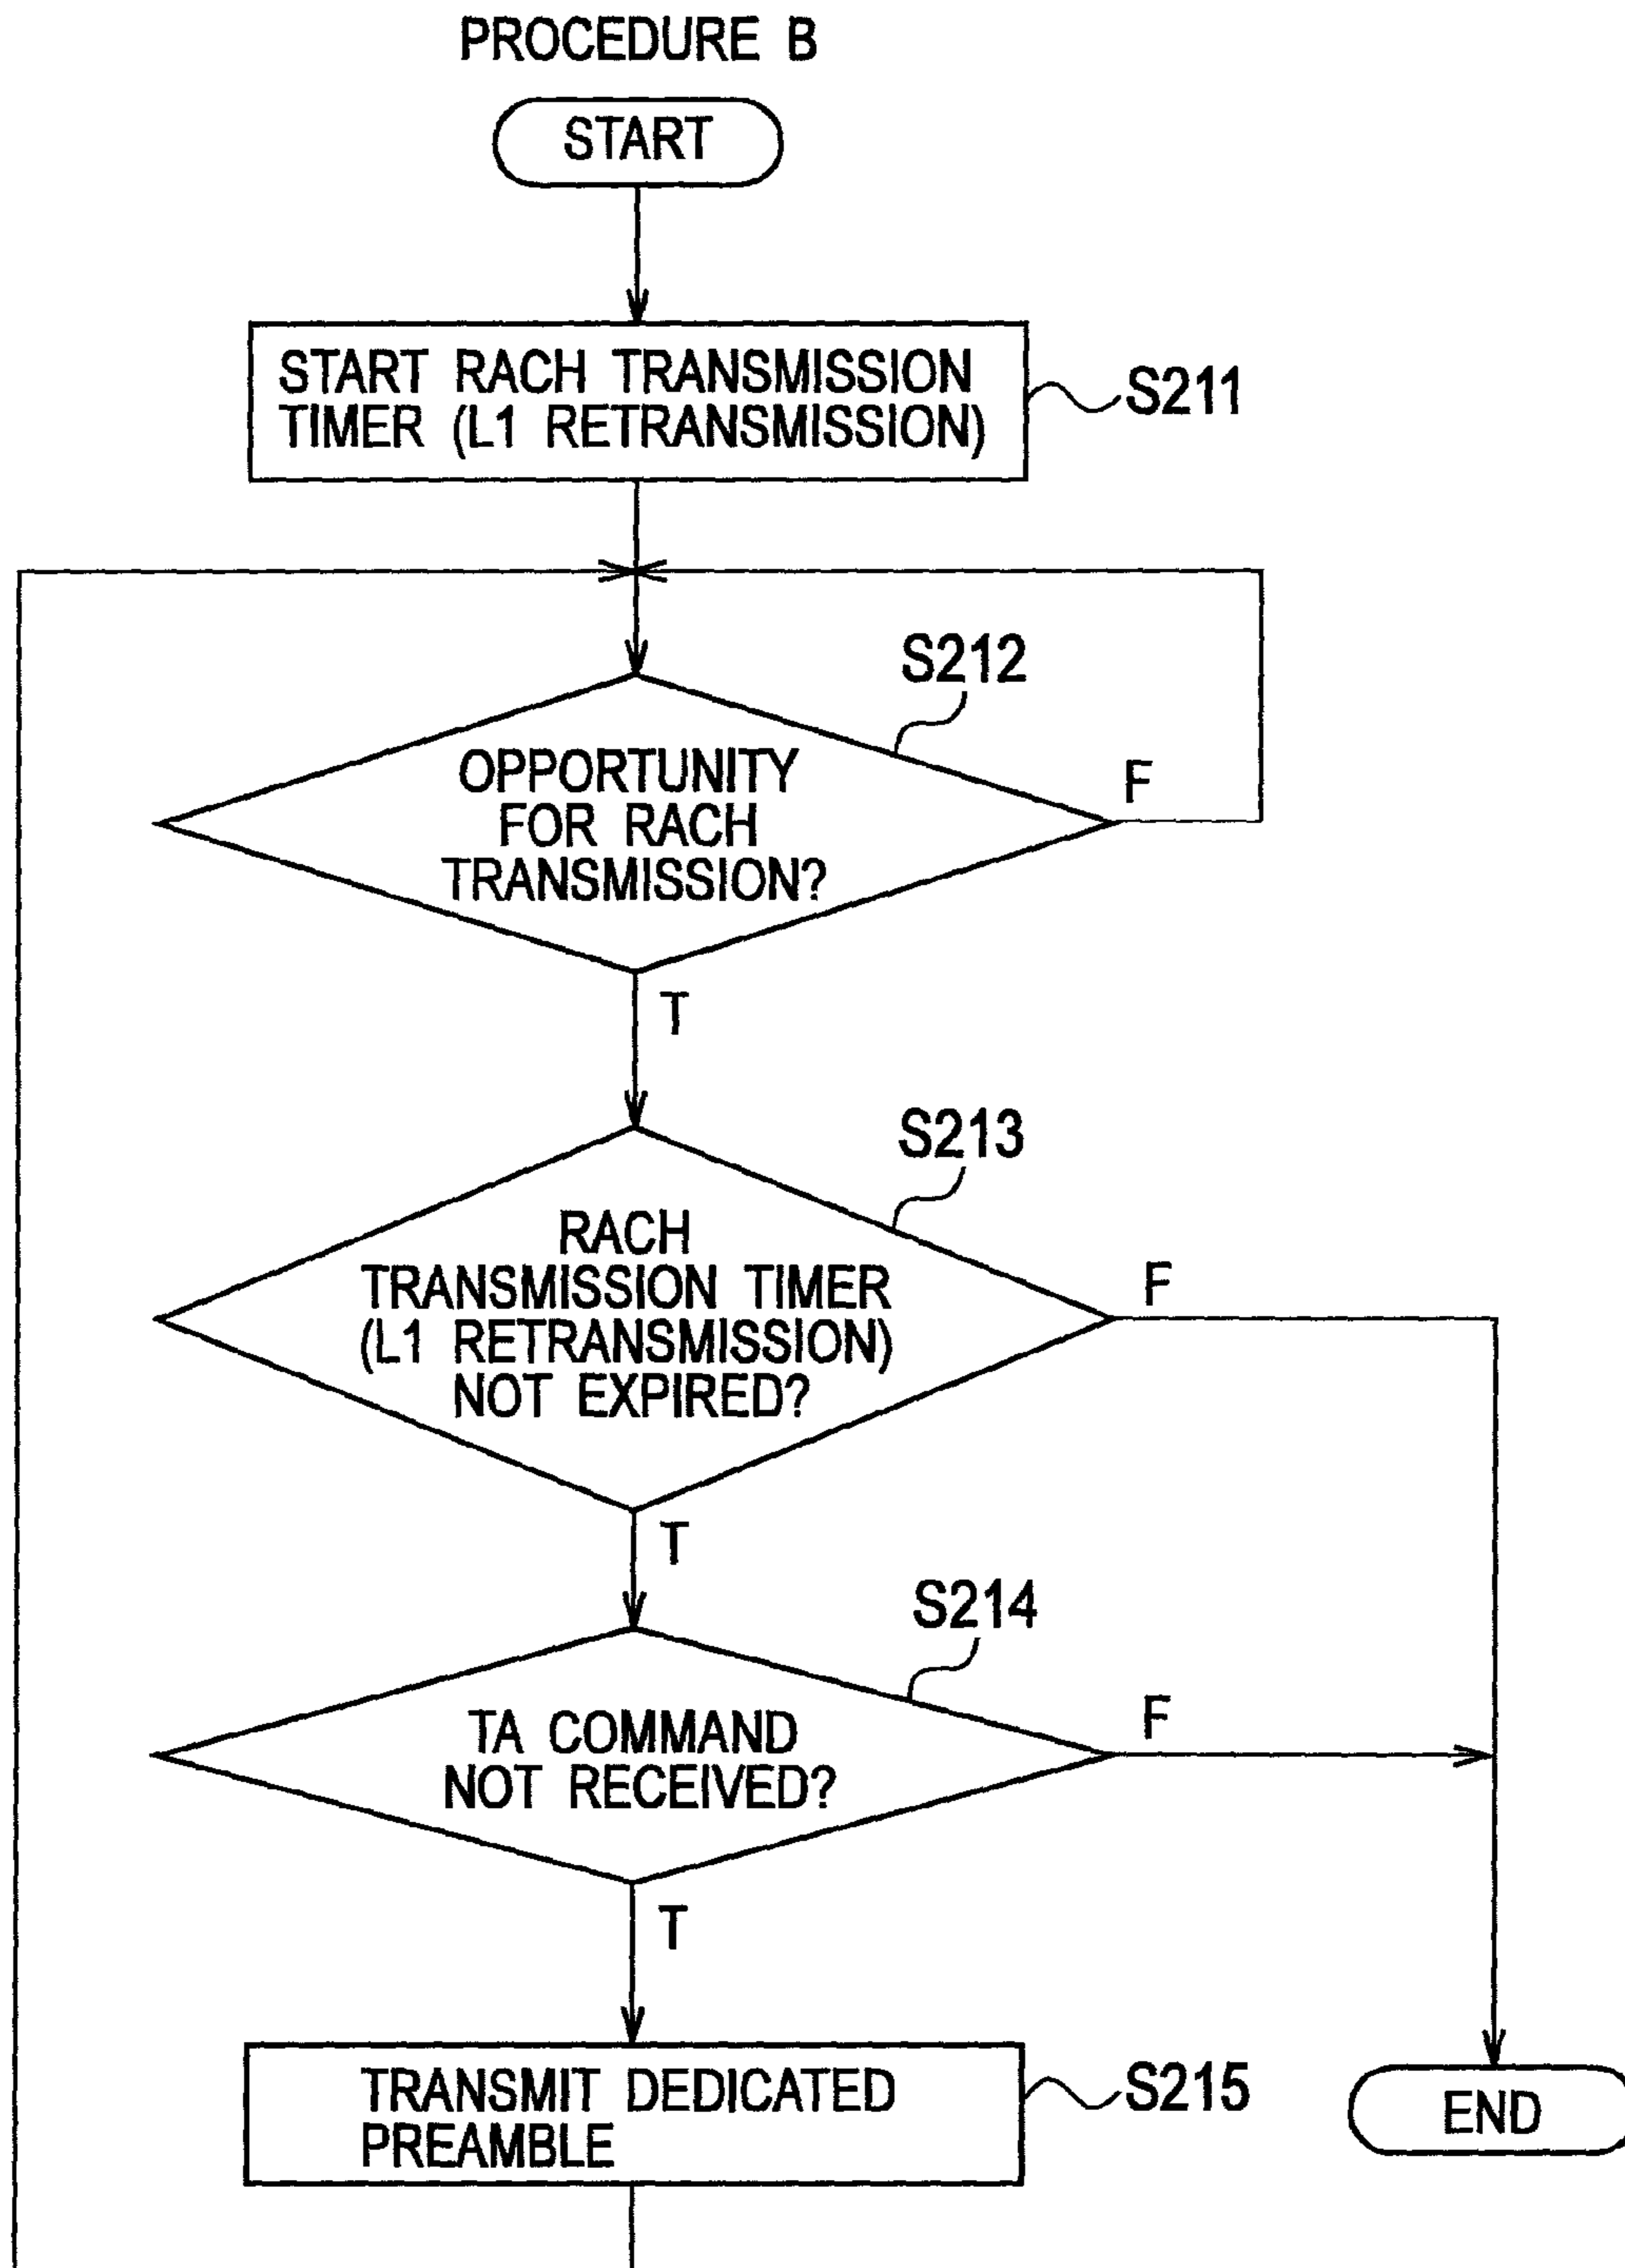 PROCEDURE B
START
START RACH TRANSMISSION
TIMER (L1 RETRANSMISSION)
S211
S212
OPPORTUNITY
FOR RACH
TRANSMISSION?
F
T
S213
RACH
TRANSMISSION TIMER
(L1 RETRANSMISSION)
NOT EXPIRED?
F
T
S214
TA COMMAND
NOT RECEIVED?
F
T
TRANSMIT DEDICATED
PREAMBLE
S215
END